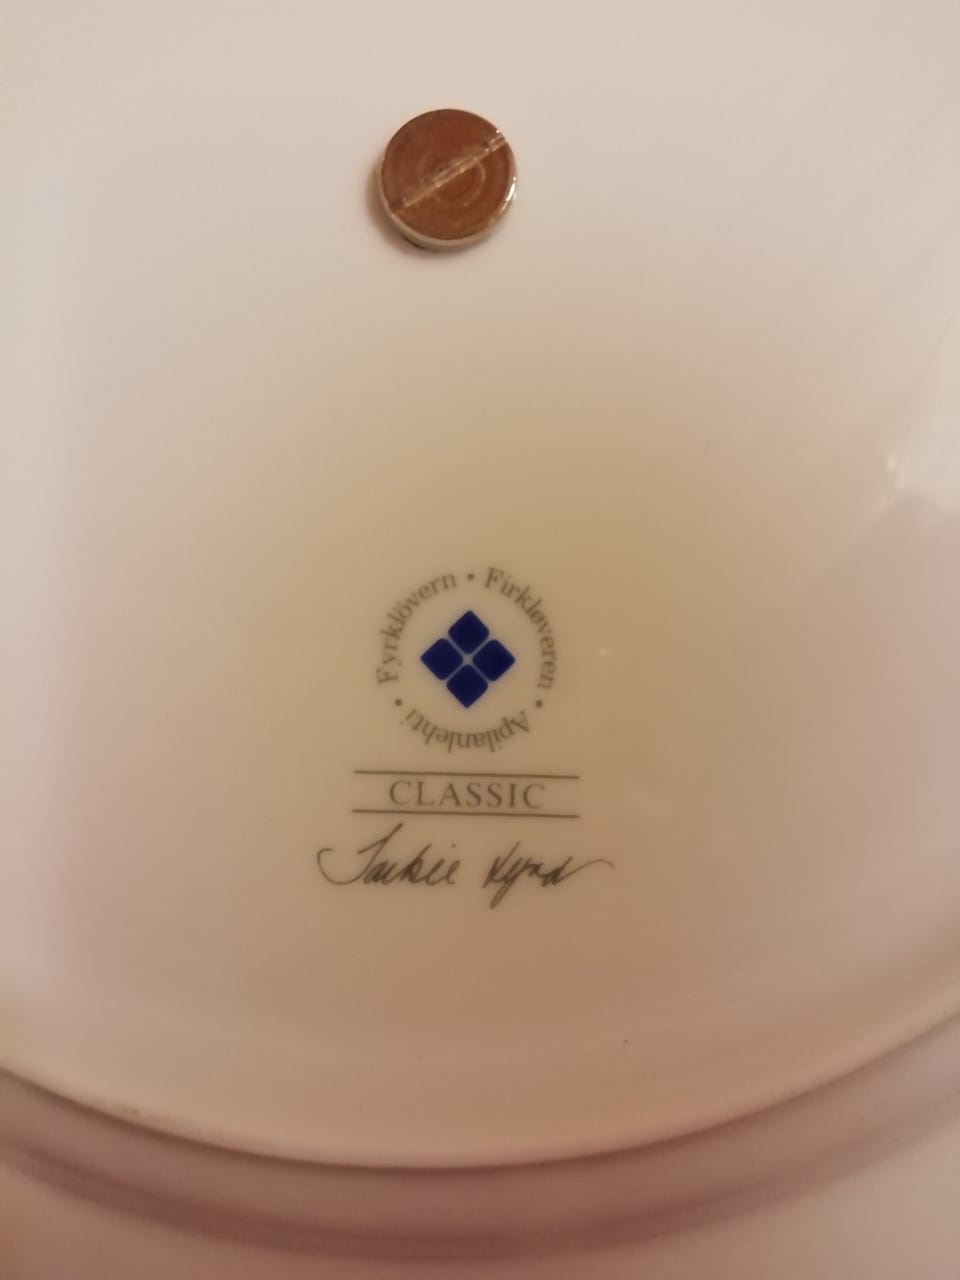 Fyrklövern • Firkløveren • Apilanlehti •
CLASSIC
Jackie Lynd